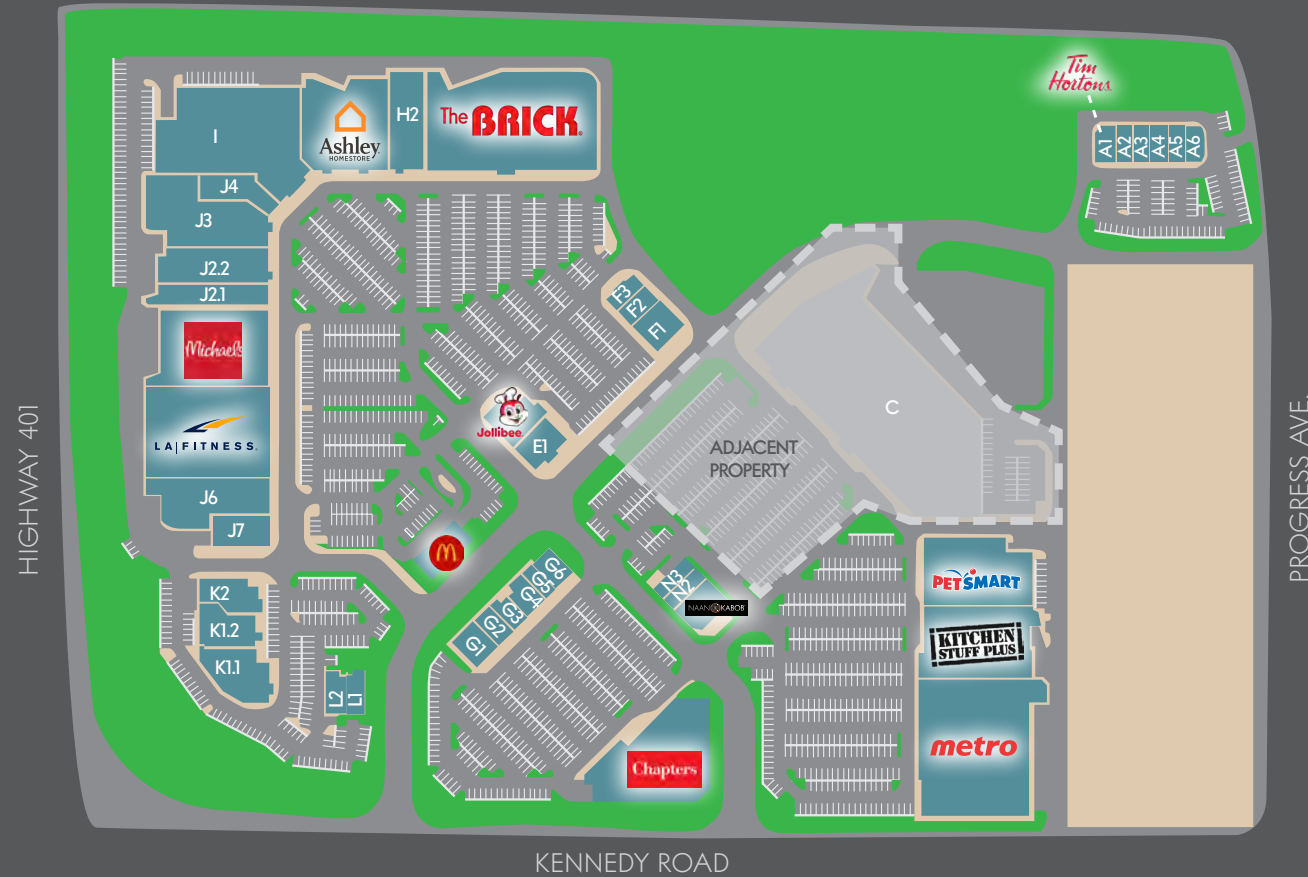 Tim
Hortons
A1
A2
A3
A4
A5
A6
I
Ashley
HOMESTORE
H2
The BRICK
J4
J3
J2.2
J2.1
F3
F2
F1
Michaels
LA|FITNESS.
Jollibee
E1
C
ADJACENT
PROPERTY
HIGHWAY 401
PROGRESS AVE.
J6
J7
M
G6
G5
G4
G3
G2
G1
N3
N2
NAAN KABOB
PETSMART
KITCHEN
STUFF PLUS
K2
K1.2
K1.1
L2
L1
metro
Chapters
KENNEDY ROAD